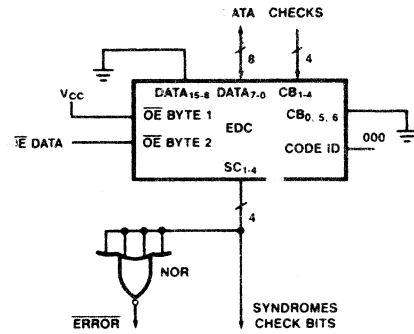 ATA CHECKS
8 4
DATA15-8 DATA7-0 CB1-4
VCC
OE BYTE 1 CB0, 5, 6
EDC
E DATA OE BYTE 2 CODE ID 000
SC1-4
4
NOR
ERROR SYNDROMES
CHECK BITS